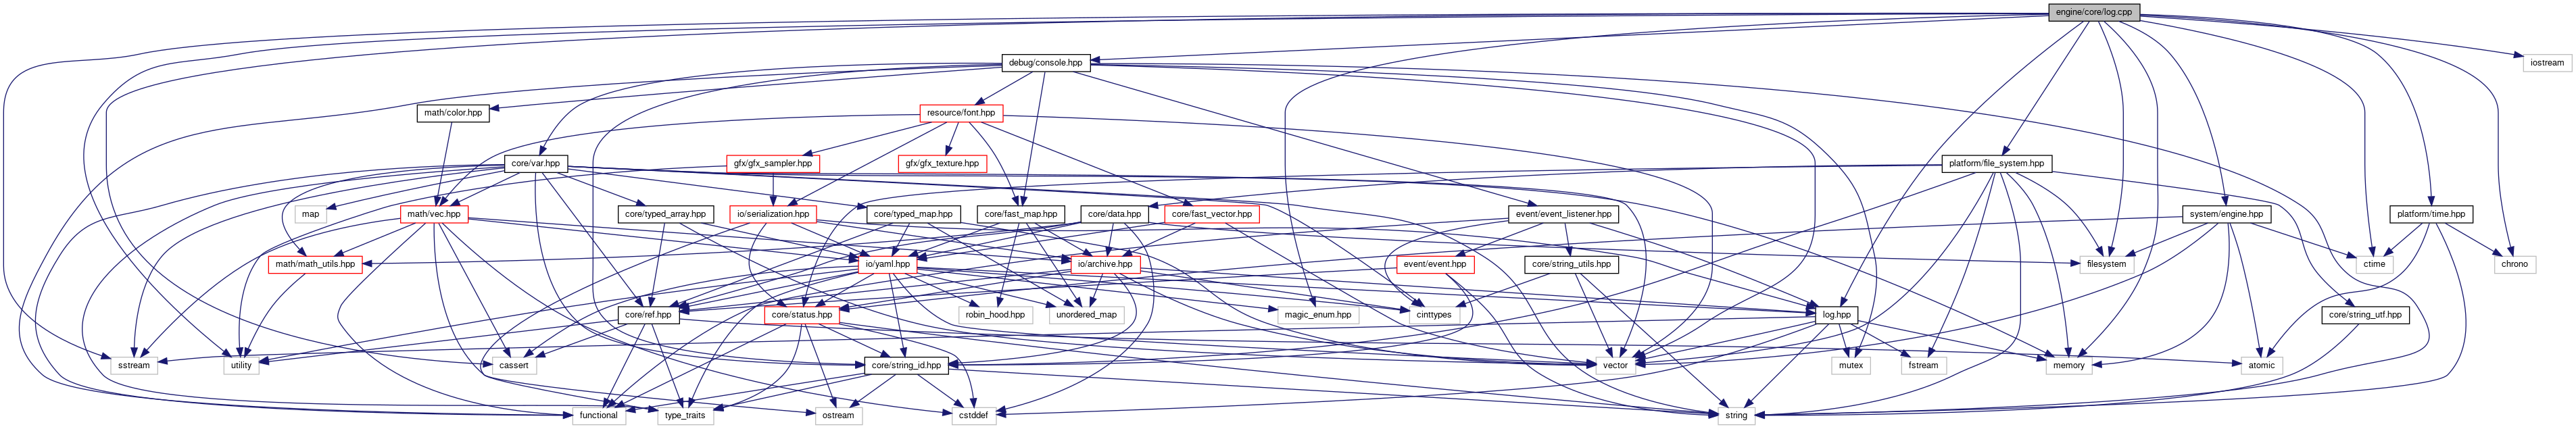 engine/core/log.cpp
debug/console.hpp
iostream
math/color.hpp
resource/font.hpp
core/var.hpp
gfx/gfx_sampler.hpp
gfx/gfx_texture.hpp
platform/file_system.hpp
map
math/vec.hpp
core/typed_array.hpp
io/serialization.hpp
core/typed_map.hpp
core/fast_map.hpp
core/data.hpp
core/fast_vector.hpp
event/event_listener.hpp
system/engine.hpp
platform/time.hpp
math/math_utils.hpp
io/yaml.hpp
io/archive.hpp
event/event.hpp
core/string_utils.hpp
filesystem
ctime
chrono
core/ref.hpp
core/status.hpp
robin_hood.hpp
unordered_map
magic_enum.hpp
cinttypes
log.hpp
core/string_utf.hpp
sstream
utility
cassert
core/string_id.hpp
vector
mutex
fstream
memory
atomic
functional
type_traits
ostream
cstddef
string